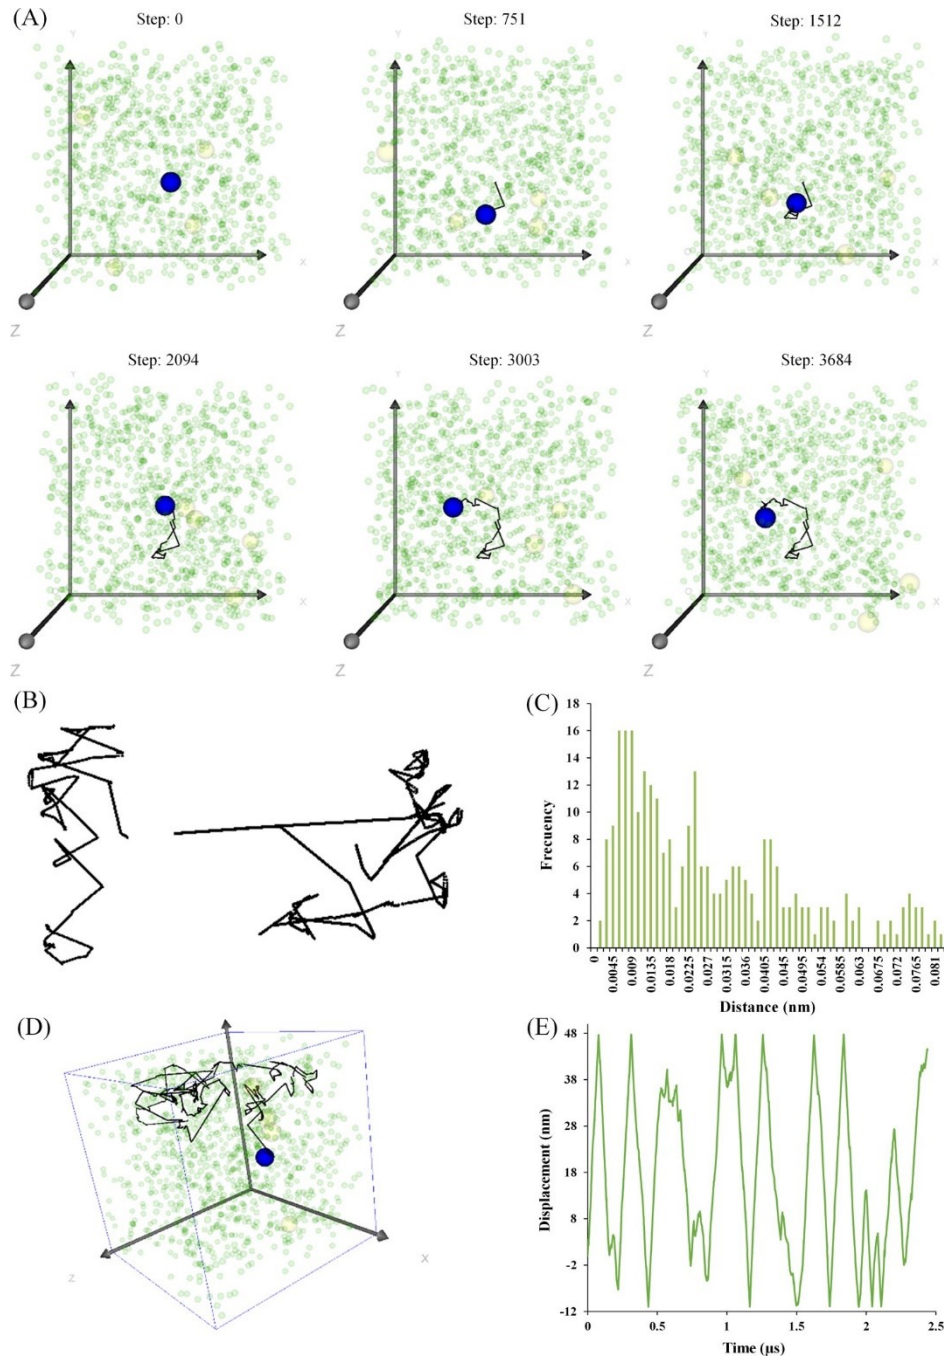 (A)
Step: 0
Step: 751
Step: 1512
Y
Y
Y
X
X
X
Z
Z
Z
Step: 2094
Step: 3003
Step: 3684
Y
Y
Y
X
X
X
Z
Z
Z
(B)
(C)
18
16
14
12
10
8
6
4
2
0
Frecuency
0
0.0045
0.009
0.0135
0.018
0.0225
0.027
0.0315
0.036
0.0405
0.045
0.0495
0.054
0.0585
0.063
0.0675
0.072
0.0765
0.081
Distance (nm)
(D)
Z
X
(E)
48
38
28
18
8
-2
-12
Displacement (nm)
0
0.5
1
1.5
2
2.5
Time (µs)